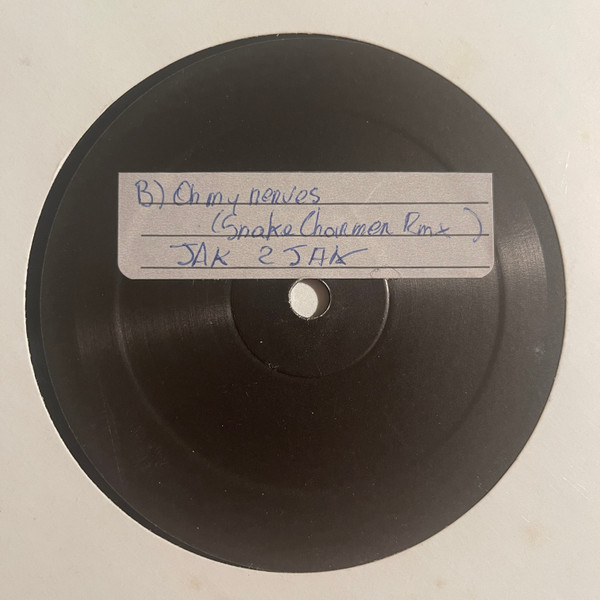 B) Oh my nerves
(Snake Charmer Rmx)
JAK 2 JAK